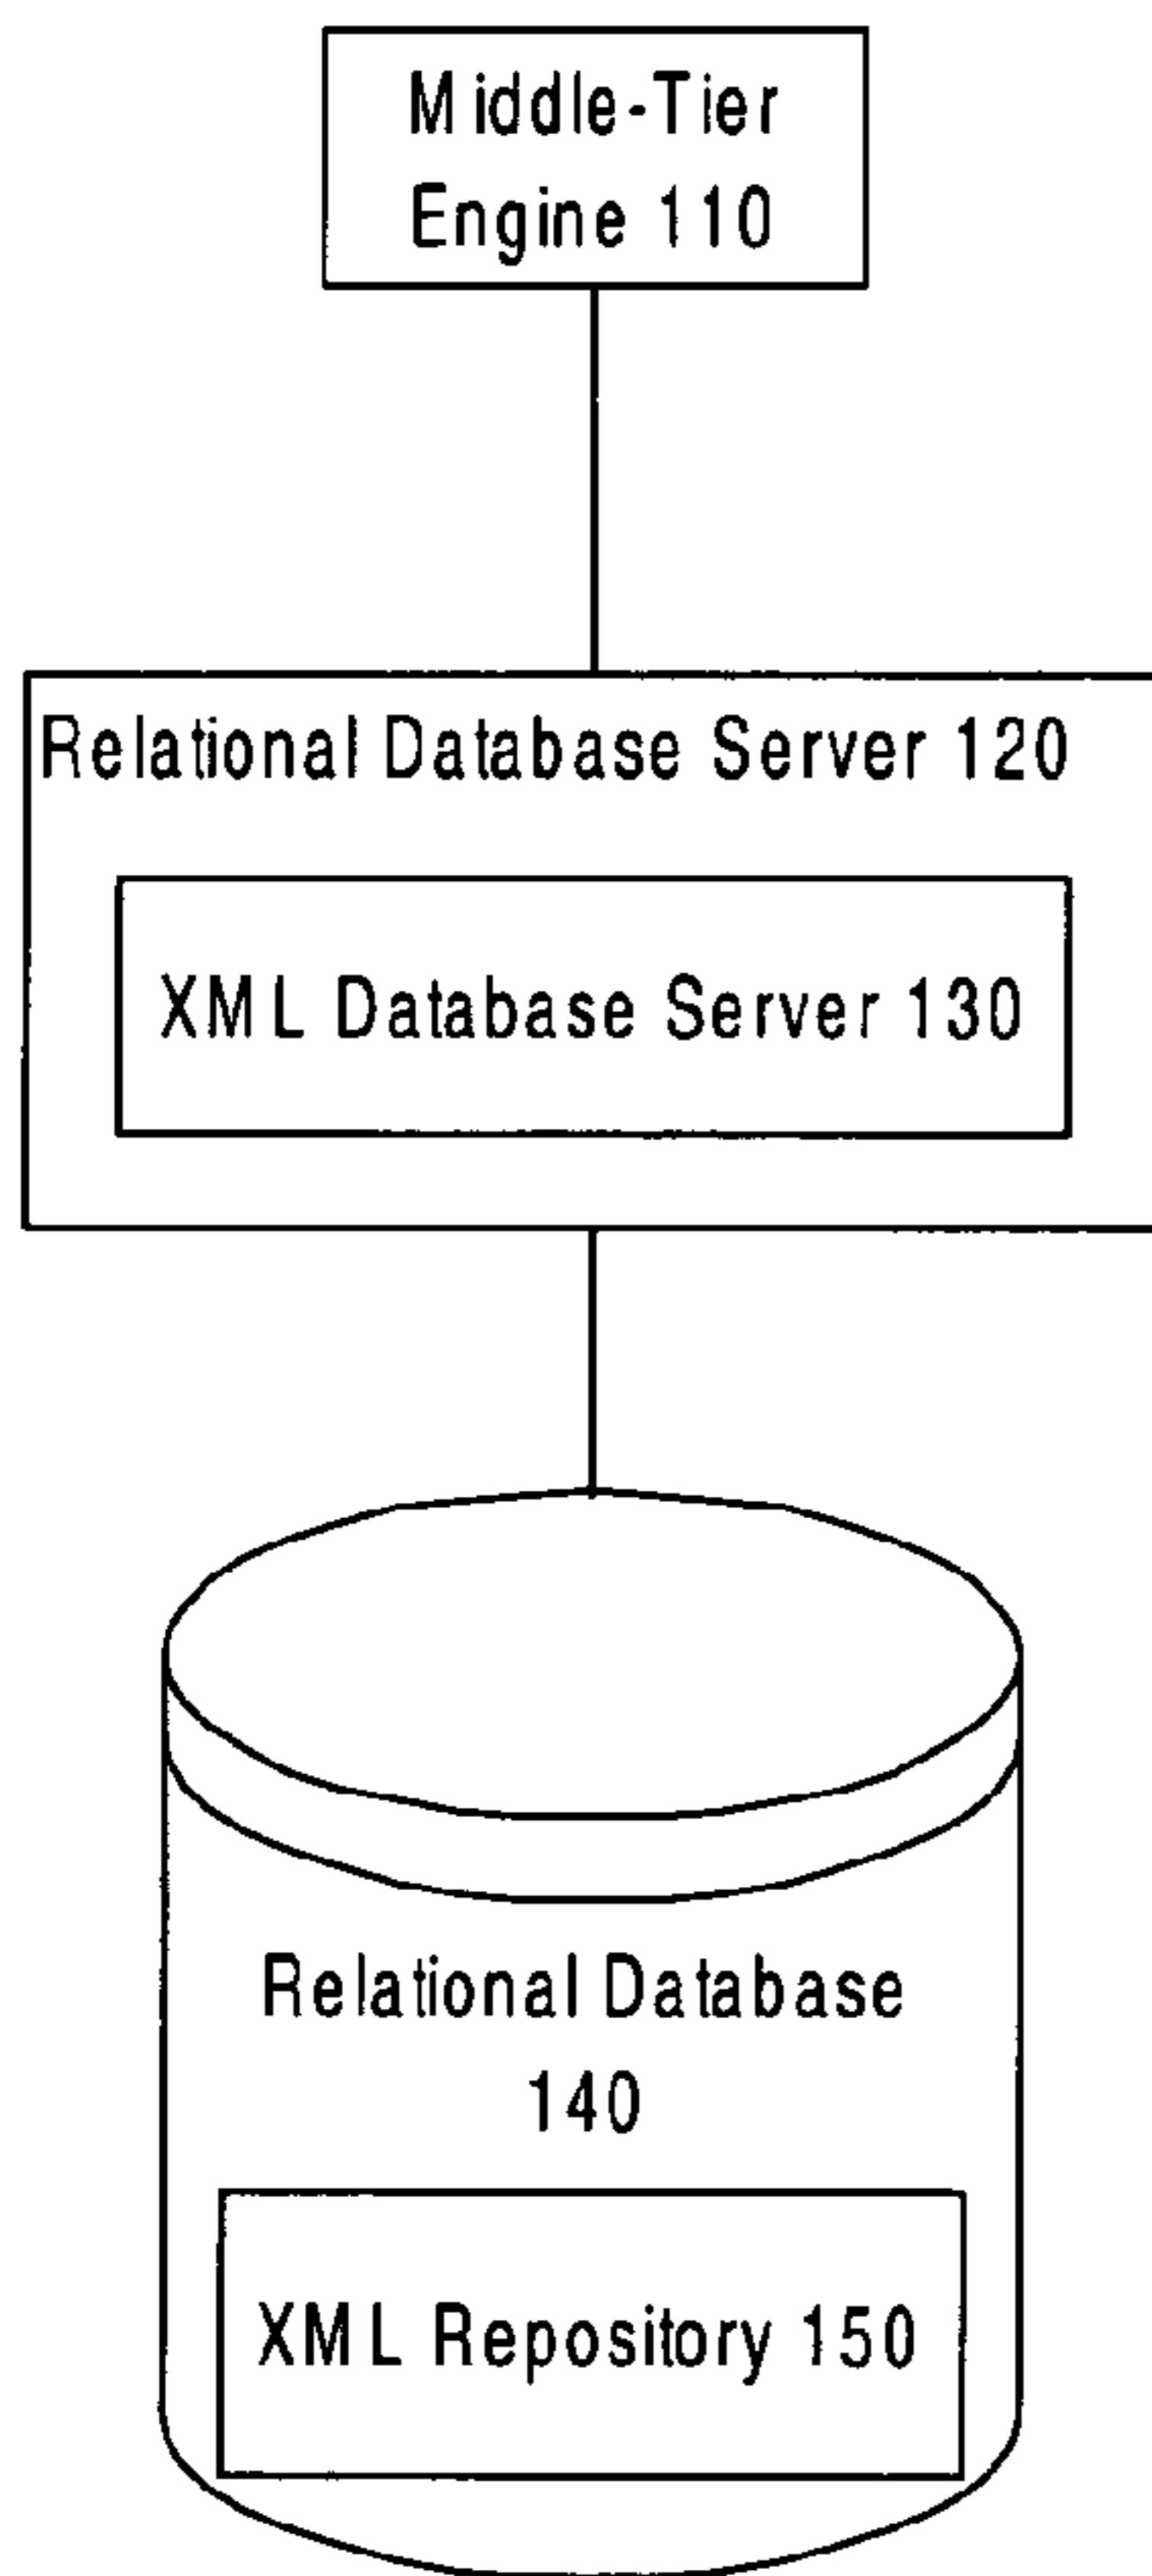 Middle-Tier
Engine 110
Relational Database Server 120
XML Database Server 130
Relational Database
140
XML Repository 150